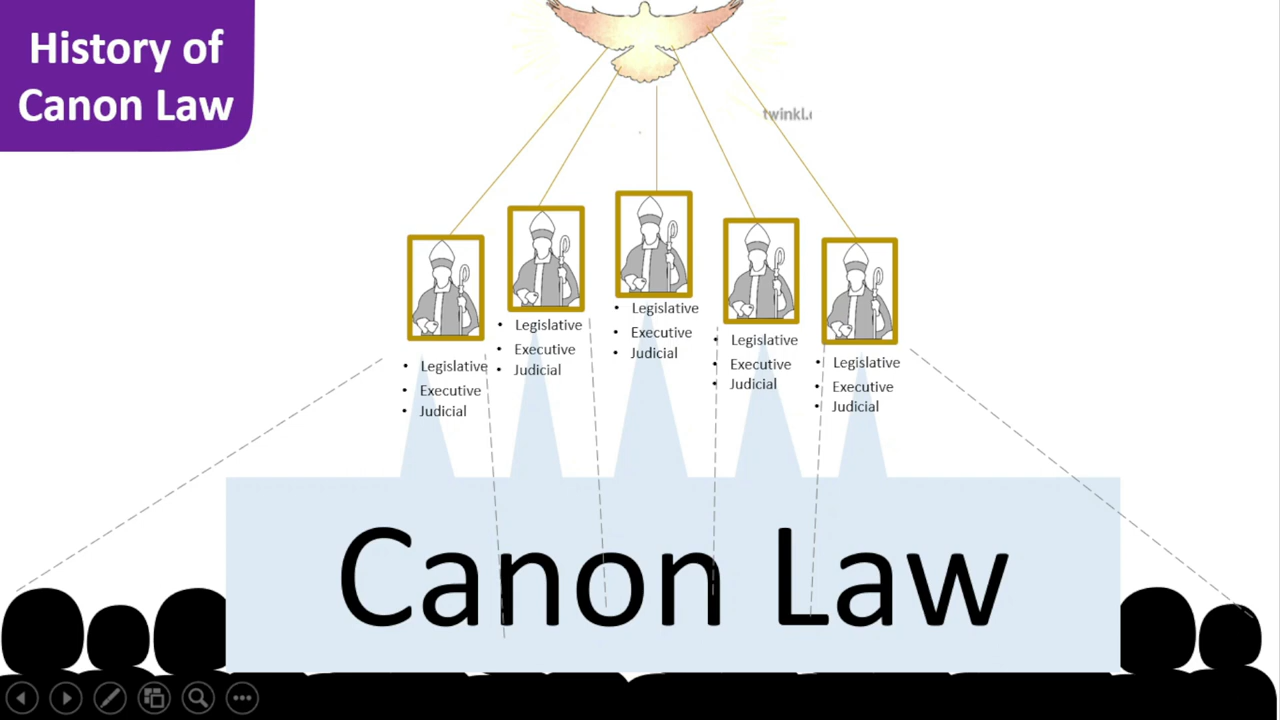 History of
Canon Law
twinkl.
• Legislative
• Executive
• Judicial
• Legislative
• Executive
• Judicial
• Legislative
• Executive
• Judicial
• Legislative
• Executive
• Judicial
• Legislative
• Executive
• Judicial
Canon Law